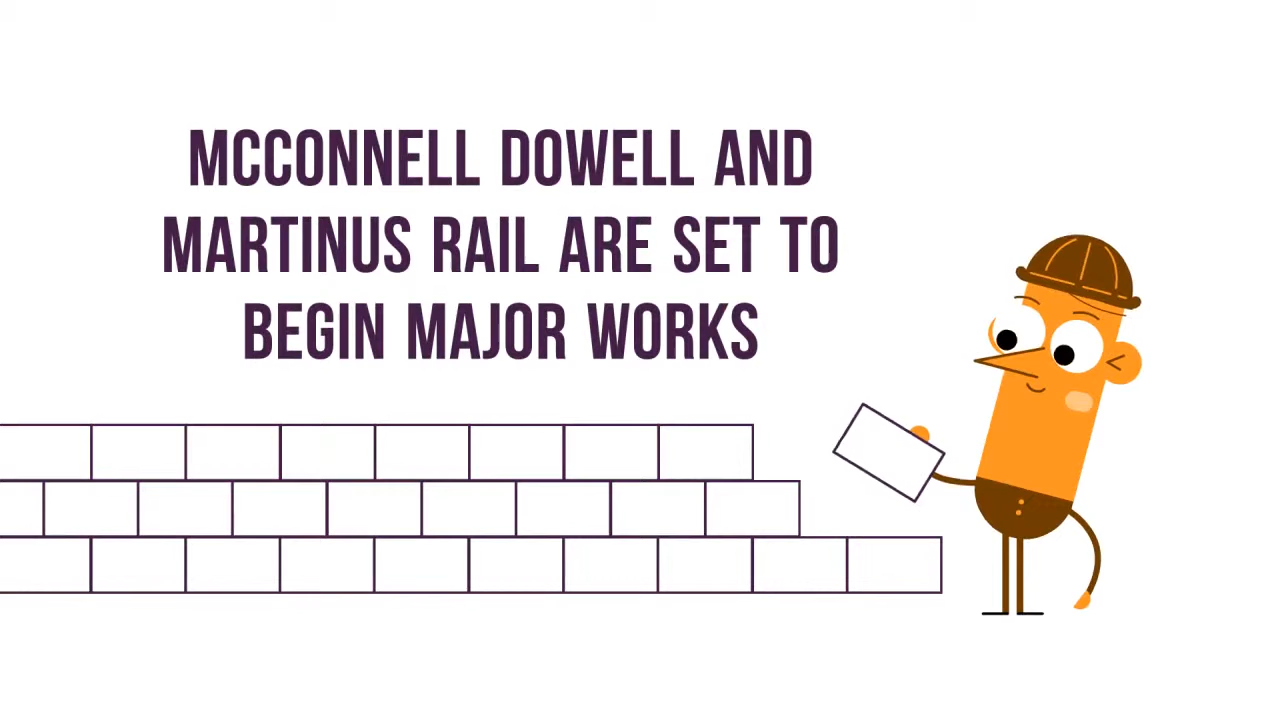 MCCONNELL DOWELL AND
MARTINUS RAIL ARE SET TO
BEGIN MAJOR WORKS